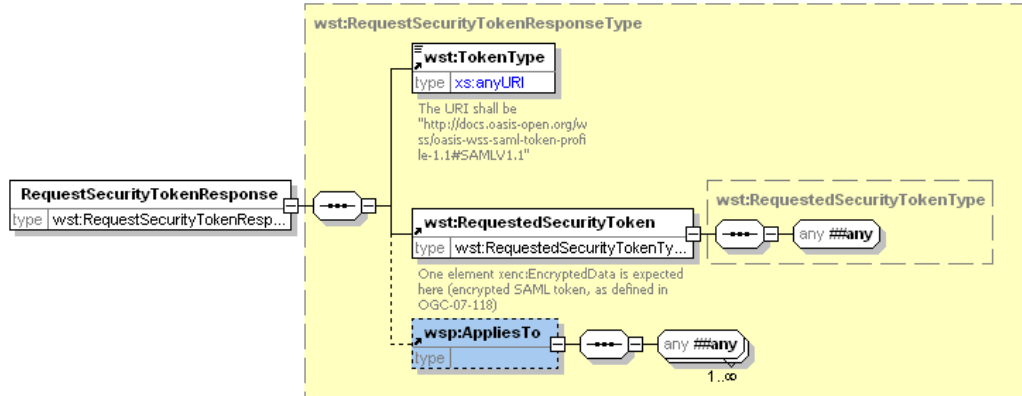 wst:RequestSecurityTokenResponseType
wst:TokenType
type xs:anyURI
The URI shall be
"http://docs.oasis-open.org/w
ss/oasis-wss-saml-token-profi
le-1.1#SAMLV1.1"
RequestSecurityTokenResponse
type wst:RequestSecurityTokenResp...
wst:RequestedSecurityToken
type wst:RequestedSecurityTokenTy...
wst:RequestedSecurityTokenType
any ##any
One element xenc:EncryptedData is expected
here (encrypted SAML token, as defined in
OGC-07-118)
wsp:AppliesTo
type
any ##any
1..∞